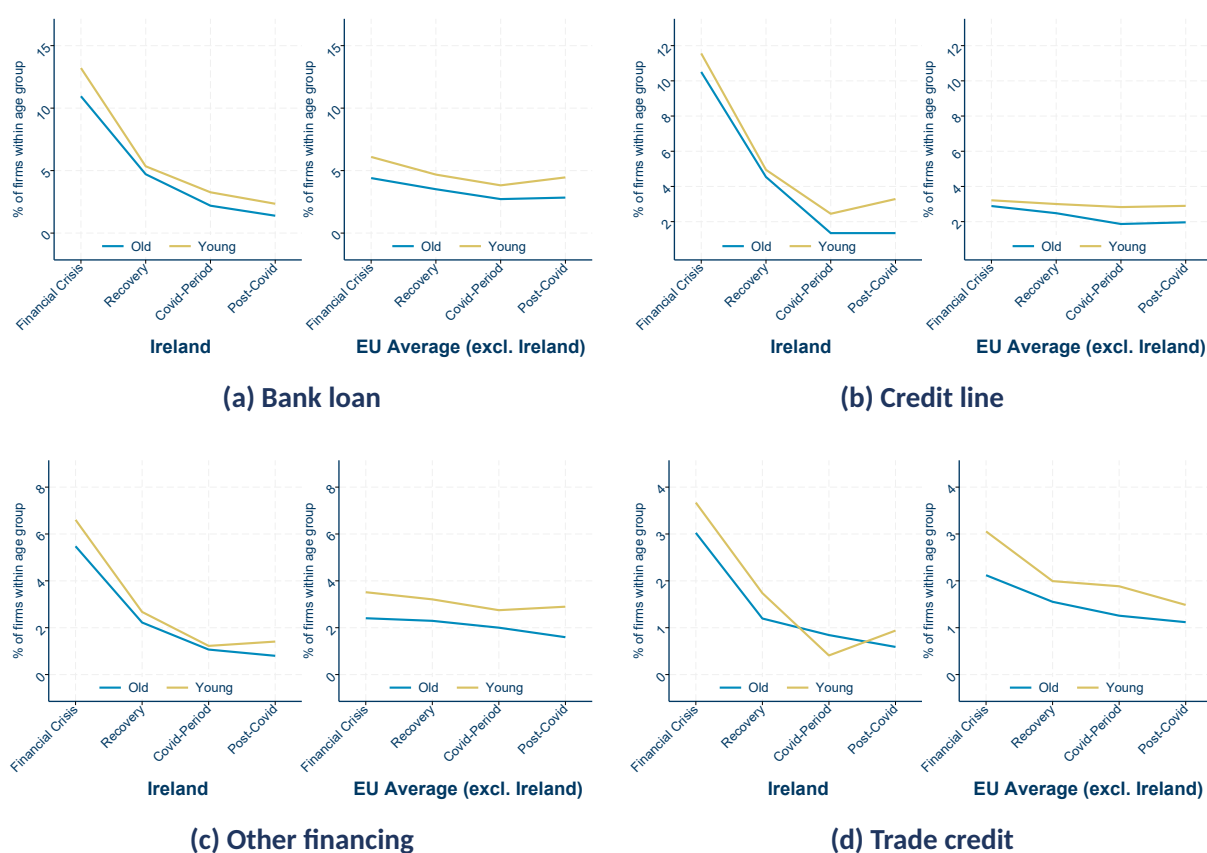 % of firms within age group
15
10
5
0
Old Young
Financial Crisis
Recovery
Covid-Period
Post-Covid
Ireland
% of firms within age group
15
10
5
0
Old Young
Financial Crisis
Recovery
Covid-Period
Post-Covid
EU Average (excl. Ireland)
(a) Bank loan
% of firms within age group
12
10
8
6
4
2
Old Young
Financial Crisis
Recovery
Covid-Period
Post-Covid
Ireland
% of firms within age group
12
10
8
6
4
2
Old Young
Financial Crisis
Recovery
Covid-Period
Post-Covid
EU Average (excl. Ireland)
(b) Credit line
% of firms within age group
8
6
4
2
0
Old Young
Financial Crisis
Recovery
Covid-Period
Post-Covid
Ireland
% of firms within age group
8
6
4
2
0
Old Young
Financial Crisis
Recovery
Covid-Period
Post-Covid
EU Average (excl. Ireland)
(c) Other financing
% of firms within age group
4
3
2
1
0
Old Young
Financial Crisis
Recovery
Covid-Period
Post-Covid
Ireland
% of firms within age group
4
3
2
1
0
Old Young
Financial Crisis
Recovery
Covid-Period
Post-Covid
EU Average (excl. Ireland)
(d) Trade credit